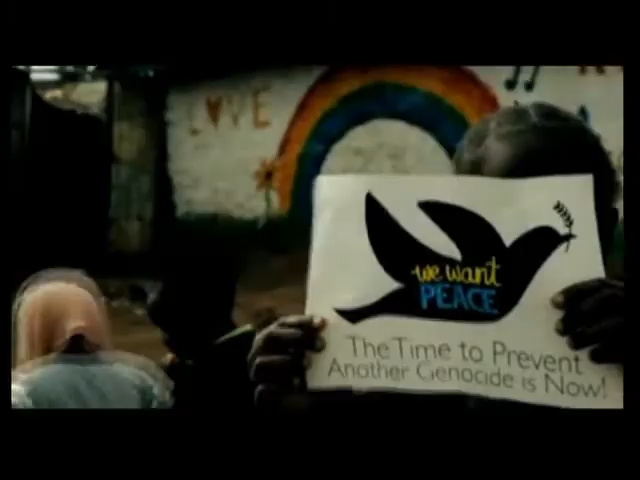 LOVE
we want
PEACE
The Time to Prevent
Another Genocide is Now!